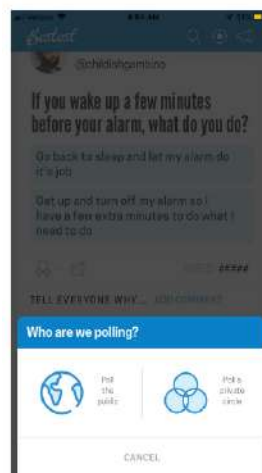 Bestest
@childishgambino
If you wake up a few minutes
before your alarm, what do you do?
Go back to sleep and let my alarm do
it's job
Get up and turn off my alarm so I
have a few extra minutes to do what I
need to do
TELL EVERYONE WHY... ADD COMMENT
Who are we polling?
Poll
the
public
Poll a
private
circle
CANCEL